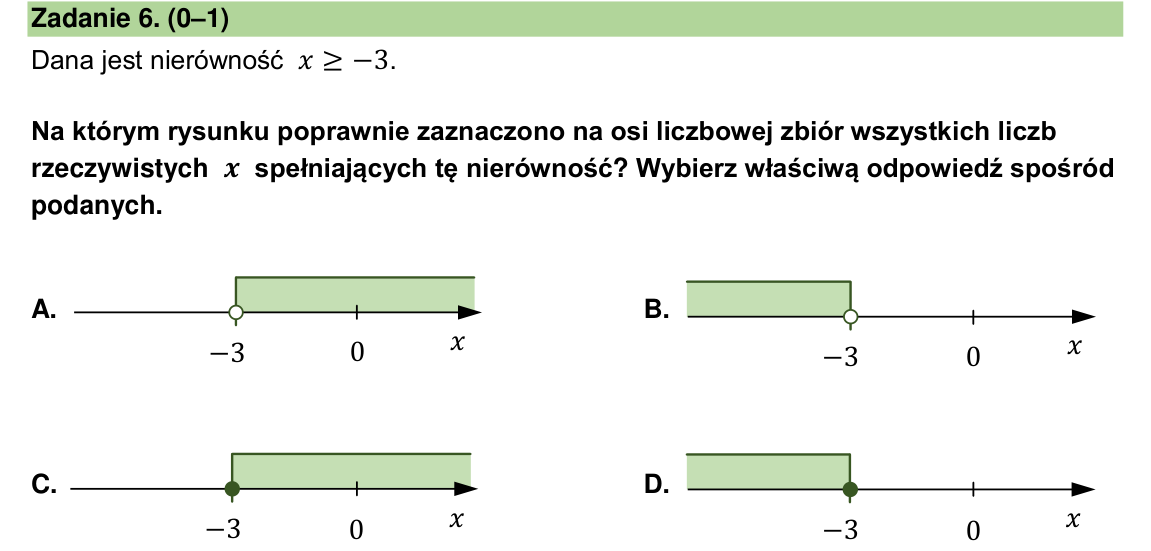 Zadanie 6. (0–1)
Dana jest nierówność x ≥ −3.
Na którym rysunku poprawnie zaznaczono na osi liczbowej zbiór wszystkich liczb
rzeczywistych x spełniających tę nierówność? Wybierz właściwą odpowiedź spośród
podanych.
A.
−3 0 x
B.
−3 0 x
C.
−3 0 x
D.
−3 0 x